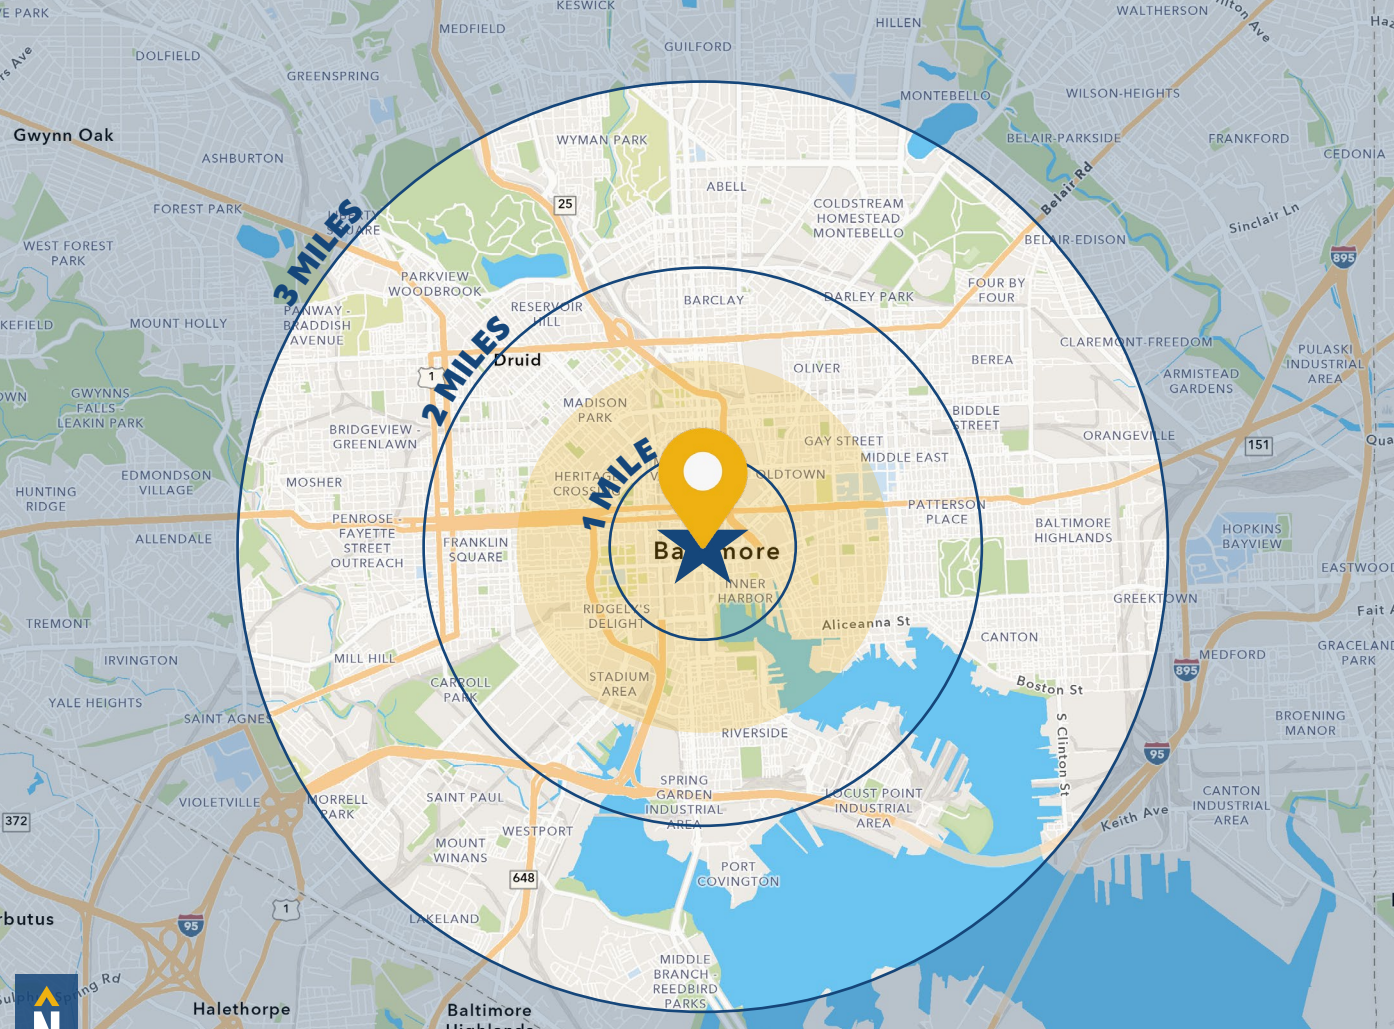 KESWICK
E PARK
WALTHERSON
HILLEN
MEDFIELD
GUILFORD
DOLFIELD
GREENSPRING
MONTEBELLO
WILSON-HEIGHTS
Gwynn Oak
WYMAN PARK
BELAIR-PARKSIDE
FRANKFORD
CEDONIA
ASHBURTON
ABELL
Belair Rd
25
COLDSTREAM
HOMESTEAD
MONTEBELLO
FOREST PARK
Sinclair Ln
3 MILES
WEST FOREST
PARK
BELAIR-EDISON
895
PARKVIEW
WOODBROOK
FOUR BY
FOUR
BARCLAY
DARLEY PARK
RESERVOIR
HILL
PANWAY -
BRADDISH
AVENUE
KEFIELD
MOUNT HOLLY
2 MILES
CLAREMONT-FREEDOM
PULASKI
INDUSTRIAL
AREA
Druid
BEREA
OLIVER
1
ARMISTEAD
GARDENS
GWYNNS
FALLS -
LEAKIN PARK
OWN
MADISON
PARK
BIDDLE
STREET
BRIDGEVIEW -
GREENLAWN
GAY STREET
ORANGEVILLE
151
MIDDLE EAST
1 MILE
EDMONDSON
VILLAGE
MOSHER
OLDTOWN
HUNTING
RIDGE
PATTERSON
PLACE
PENROSE -
FAYETTE
STREET
OUTREACH
BALTIMORE
HIGHLANDS
HOPKINS
BAYVIEW
ALLENDALE
FRANKLIN
SQUARE
EASTWOOD
INNER
HARBOR
GREEKTOWN
RIDGELY'S
DELIGHT
TREMONT
Aliceanna St
CANTON
MILL HILL
IRVINGTON
MEDFORD
GRACELAND
PARK
895
STADIUM
AREA
CARROLL
PARK
Boston St
YALE HEIGHTS
SAINT AGNES
BROENING
MANOR
RIVERSIDE
S Clinton St
95
SPRING
GARDEN
INDUSTRIAL
AREA
LOCUST POINT
INDUSTRIAL
AREA
SAINT PAUL
MORRELL
PARK
VIOLETVILLE
CANTON
INDUSTRIAL
AREA
372
Keith Ave
WESTPORT
MOUNT
WINANS
PORT
COVINGTON
648
1
LAKELAND
95
rbutus
MIDDLE
BRANCH -
REEDBIRD
PARKS
Halethorpe
Baltimore
Highlands
N